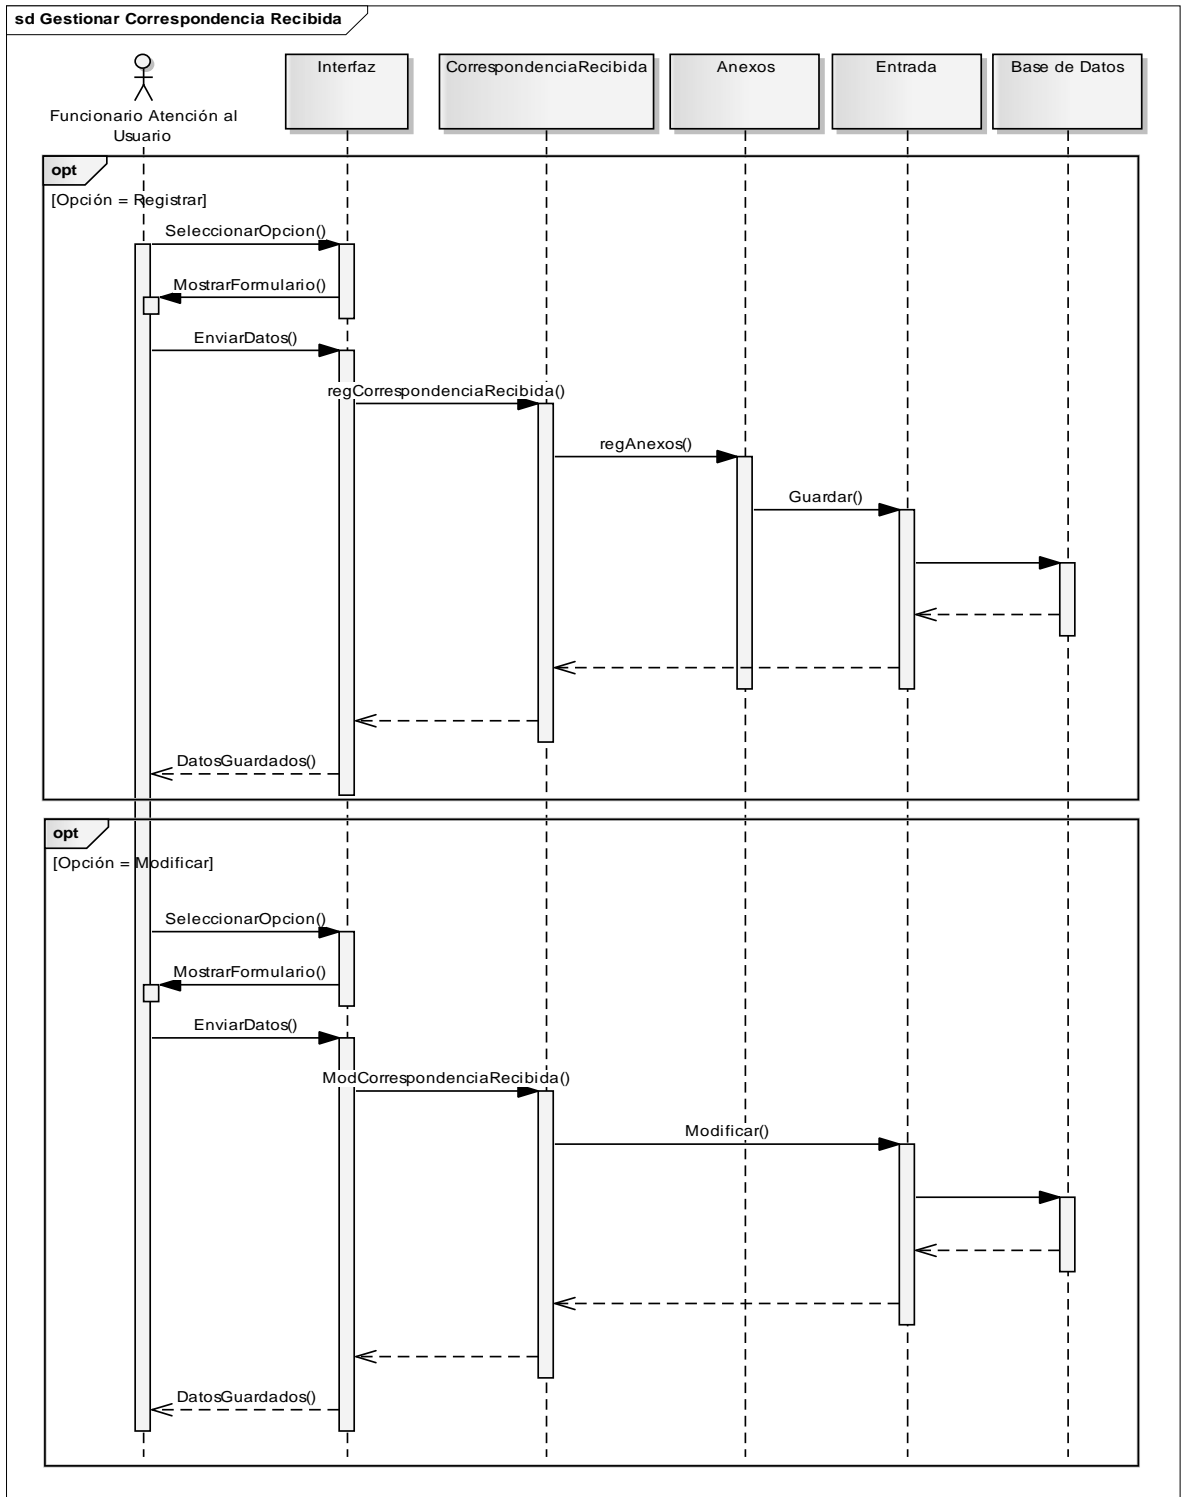 sd Gestionar Correspondencia Recibida
Funcionario Atención al
Usuario
Interfaz
CorrespondenciaRecibida
Anexos
Entrada
Base de Datos
opt
[Opción = Registrar]
SeleccionarOpcion()
MostrarFormulario()
EnviarDatos()
regCorrespondenciaRecibida()
regAnexos()
Guardar()
DatosGuardados()
opt
[Opción = Modificar]
SeleccionarOpcion()
MostrarFormulario()
EnviarDatos()
ModCorrespondenciaRecibida()
Modificar()
DatosGuardados()